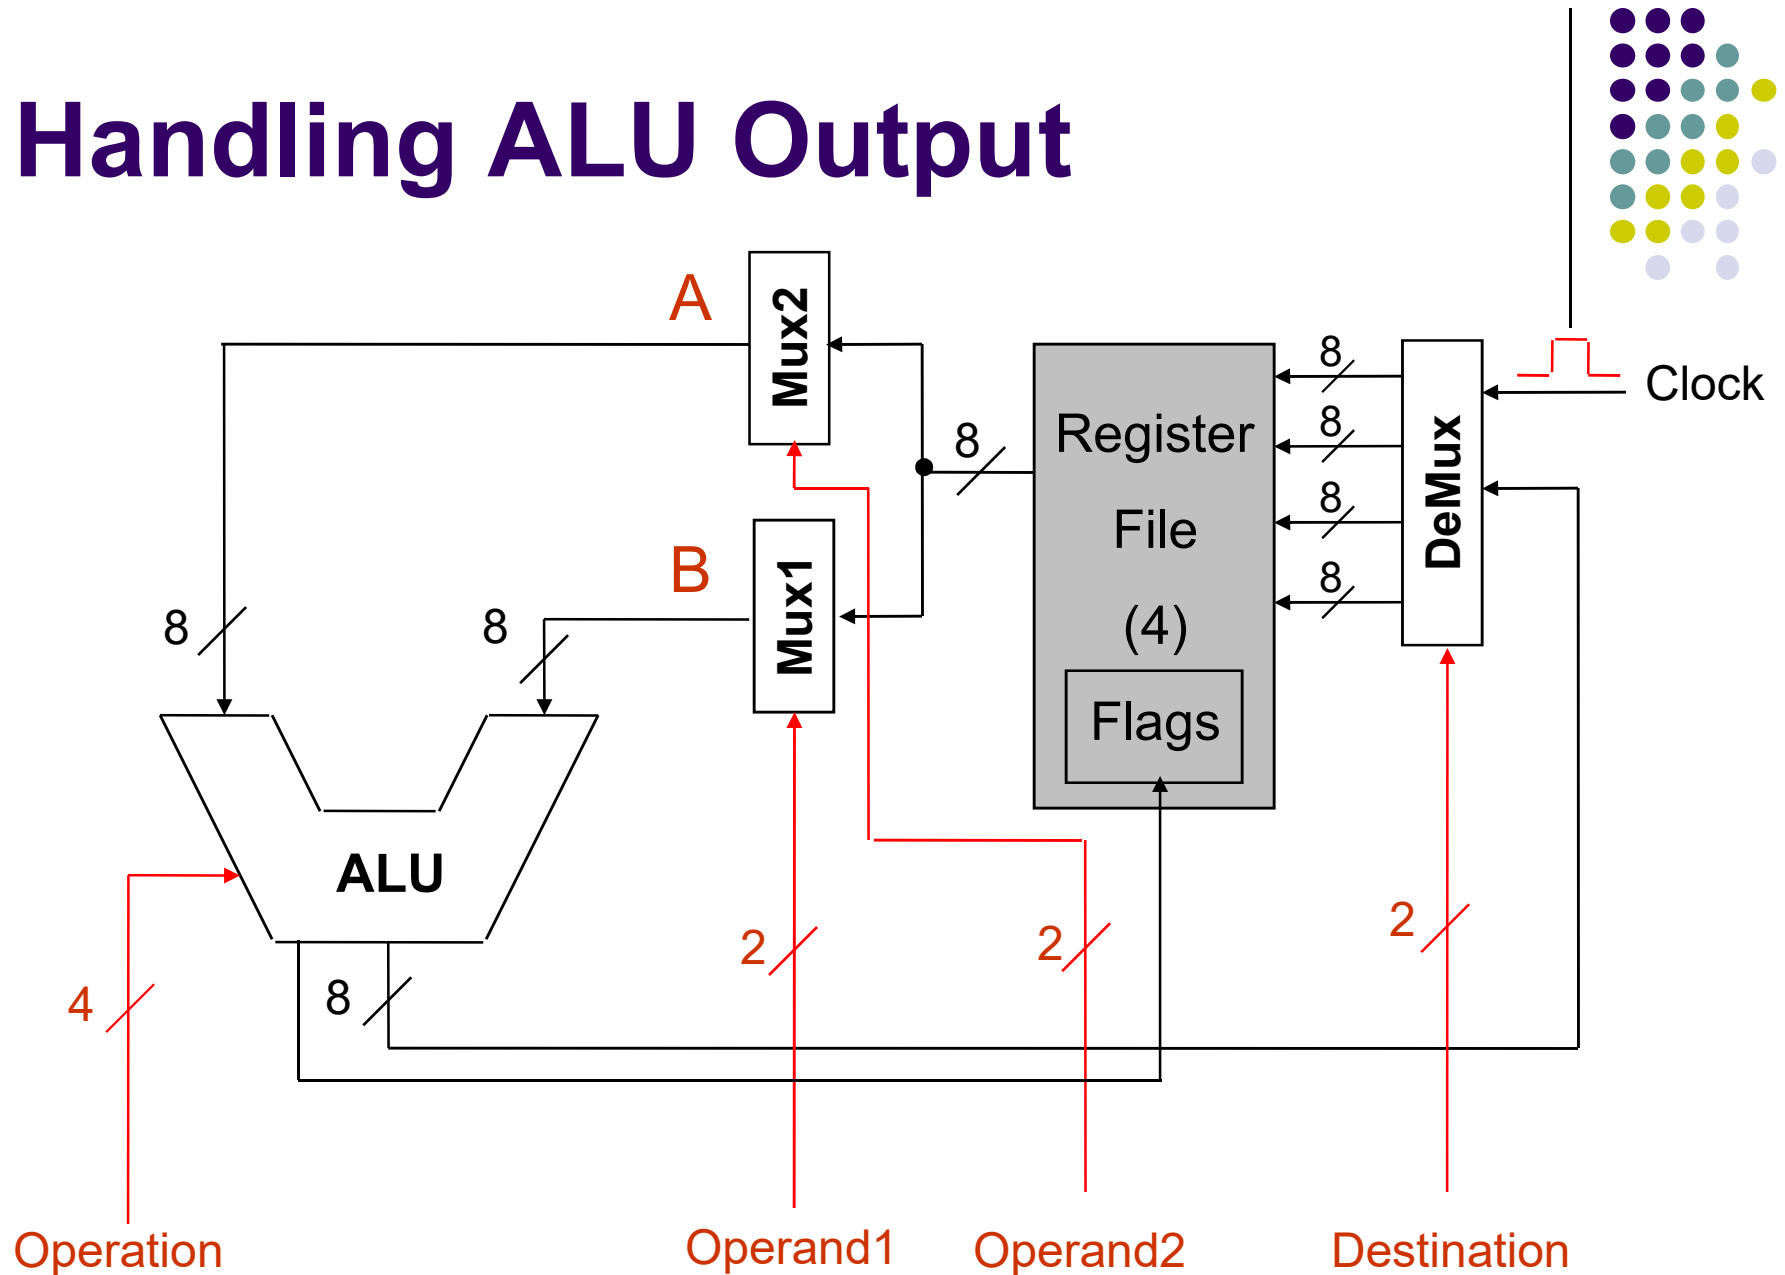 Handling ALU Output
A
Mux2
8
Clock
8
8
Register
8
DeMux
File
8
B
Mux1
8
8
(4)
8
Flags
ALU
2
2
2
4
8
Operation
Operand1
Operand2
Destination